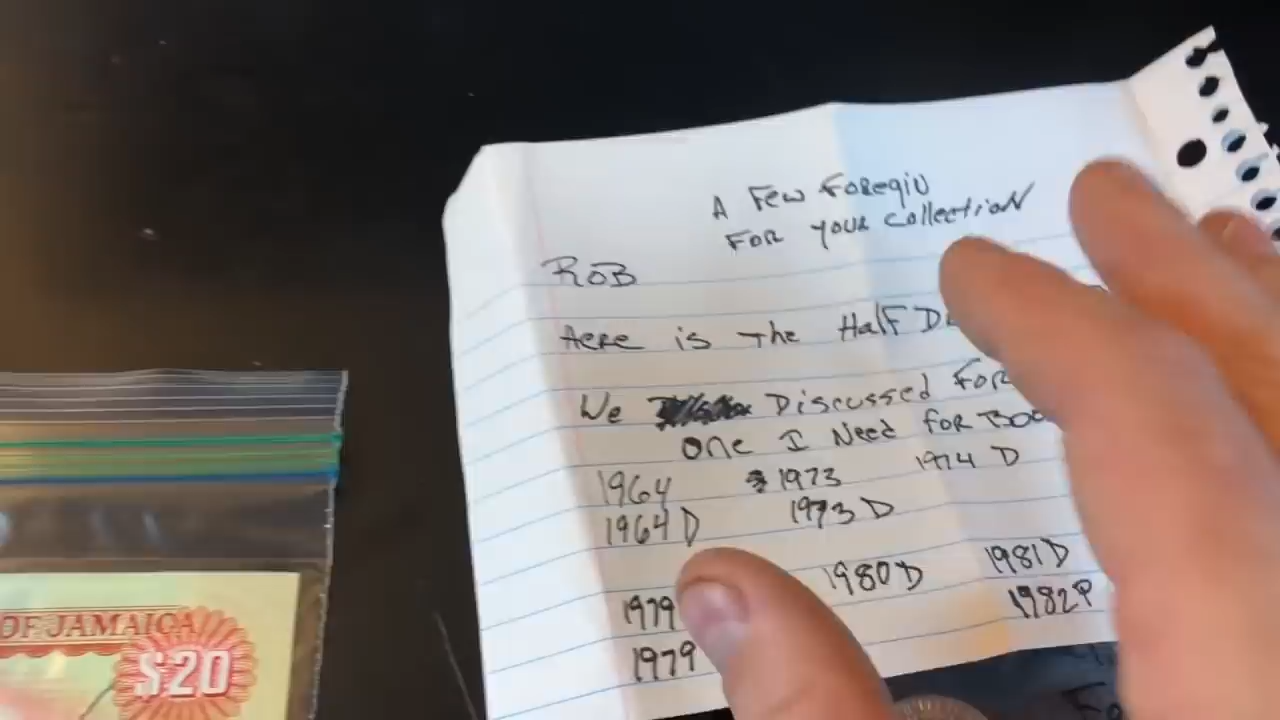 A Few Foregin
FOR your collection
ROB
Here is The Half
We Discussed FOR
One I Need for
1964 1973 1974 D
1964 D 1973 D
1980 D 1981 D
1979 1982 P
1979
OF JAMAICA
$20